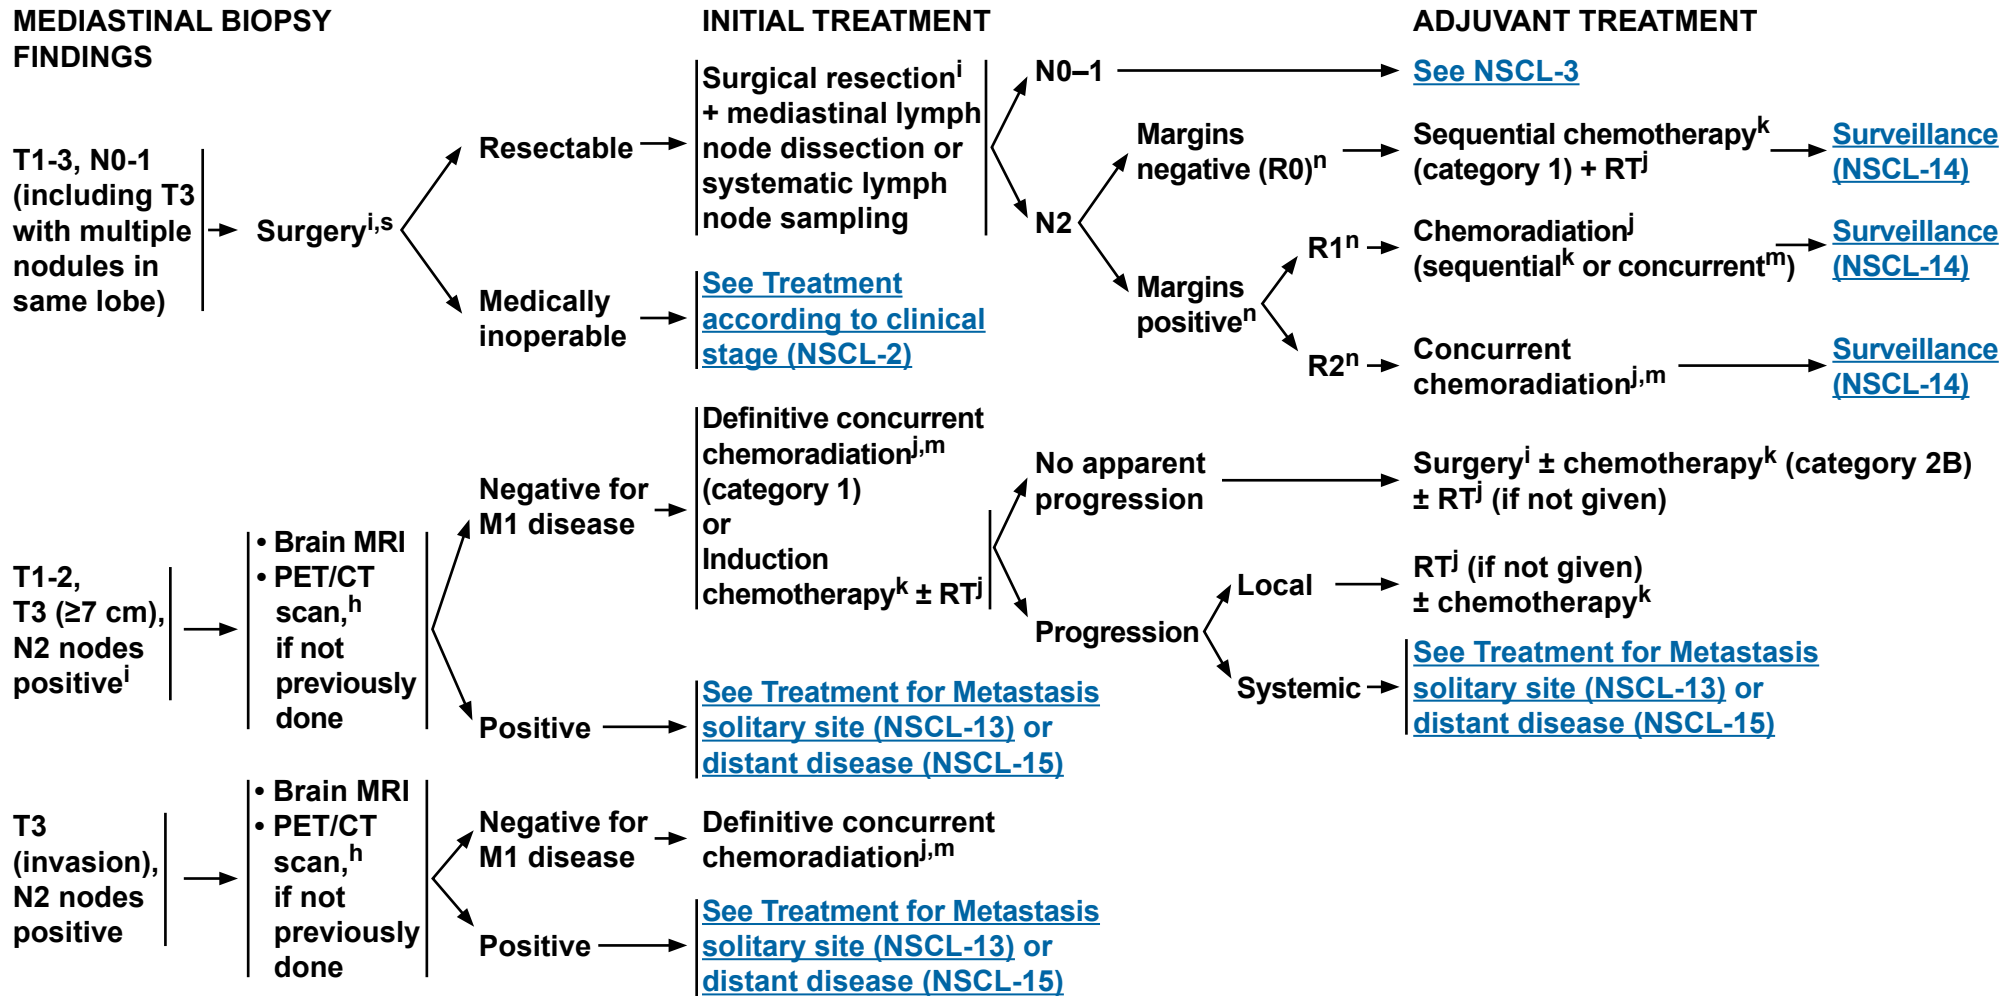 MEDIASTINAL BIOPSY
FINDINGS
INITIAL TREATMENT
ADJUVANT TREATMENT
T1-3, N0-1
(including T3
with multiple
nodules in
same lobe)
Surgeryi,s
Resectable
Surgical resectioni
+ mediastinal lymph
node dissection or
systematic lymph
node sampling
N0–1
See NSCL-3
N2
Margins
negative (R0)n
Sequential chemotherapyk
(category 1) + RTj
Surveillance
(NSCL-14)
Margins
positiven
R1n
Chemoradiationj
(sequentialk or concurrentm)
Surveillance
(NSCL-14)
R2n
Concurrent
chemoradiationj,m
Surveillance
(NSCL-14)
Medically
inoperable
See Treatment
according to clinical
stage (NSCL-2)
T1-2,
T3 (≥7 cm),
N2 nodes
positivei
• Brain MRI
• PET/CT
scan,h
if not
previously
done
Negative for
M1 disease
Definitive concurrent
chemoradiationj,m
(category 1)
or
Induction
chemotherapyk ± RTj
No apparent
progression
Surgeryi ± chemotherapyk (category 2B)
± RTj (if not given)
Progression
Local
RTj (if not given)
± chemotherapyk
Systemic
See Treatment for Metastasis
solitary site (NSCL-13) or
distant disease (NSCL-15)
Positive
See Treatment for Metastasis
solitary site (NSCL-13) or
distant disease (NSCL-15)
T3
(invasion),
N2 nodes
positive
• Brain MRI
• PET/CT
scan,h
if not
previously
done
Negative for
M1 disease
Definitive concurrent
chemoradiationj,m
Positive
See Treatment for Metastasis
solitary site (NSCL-13) or
distant disease (NSCL-15)